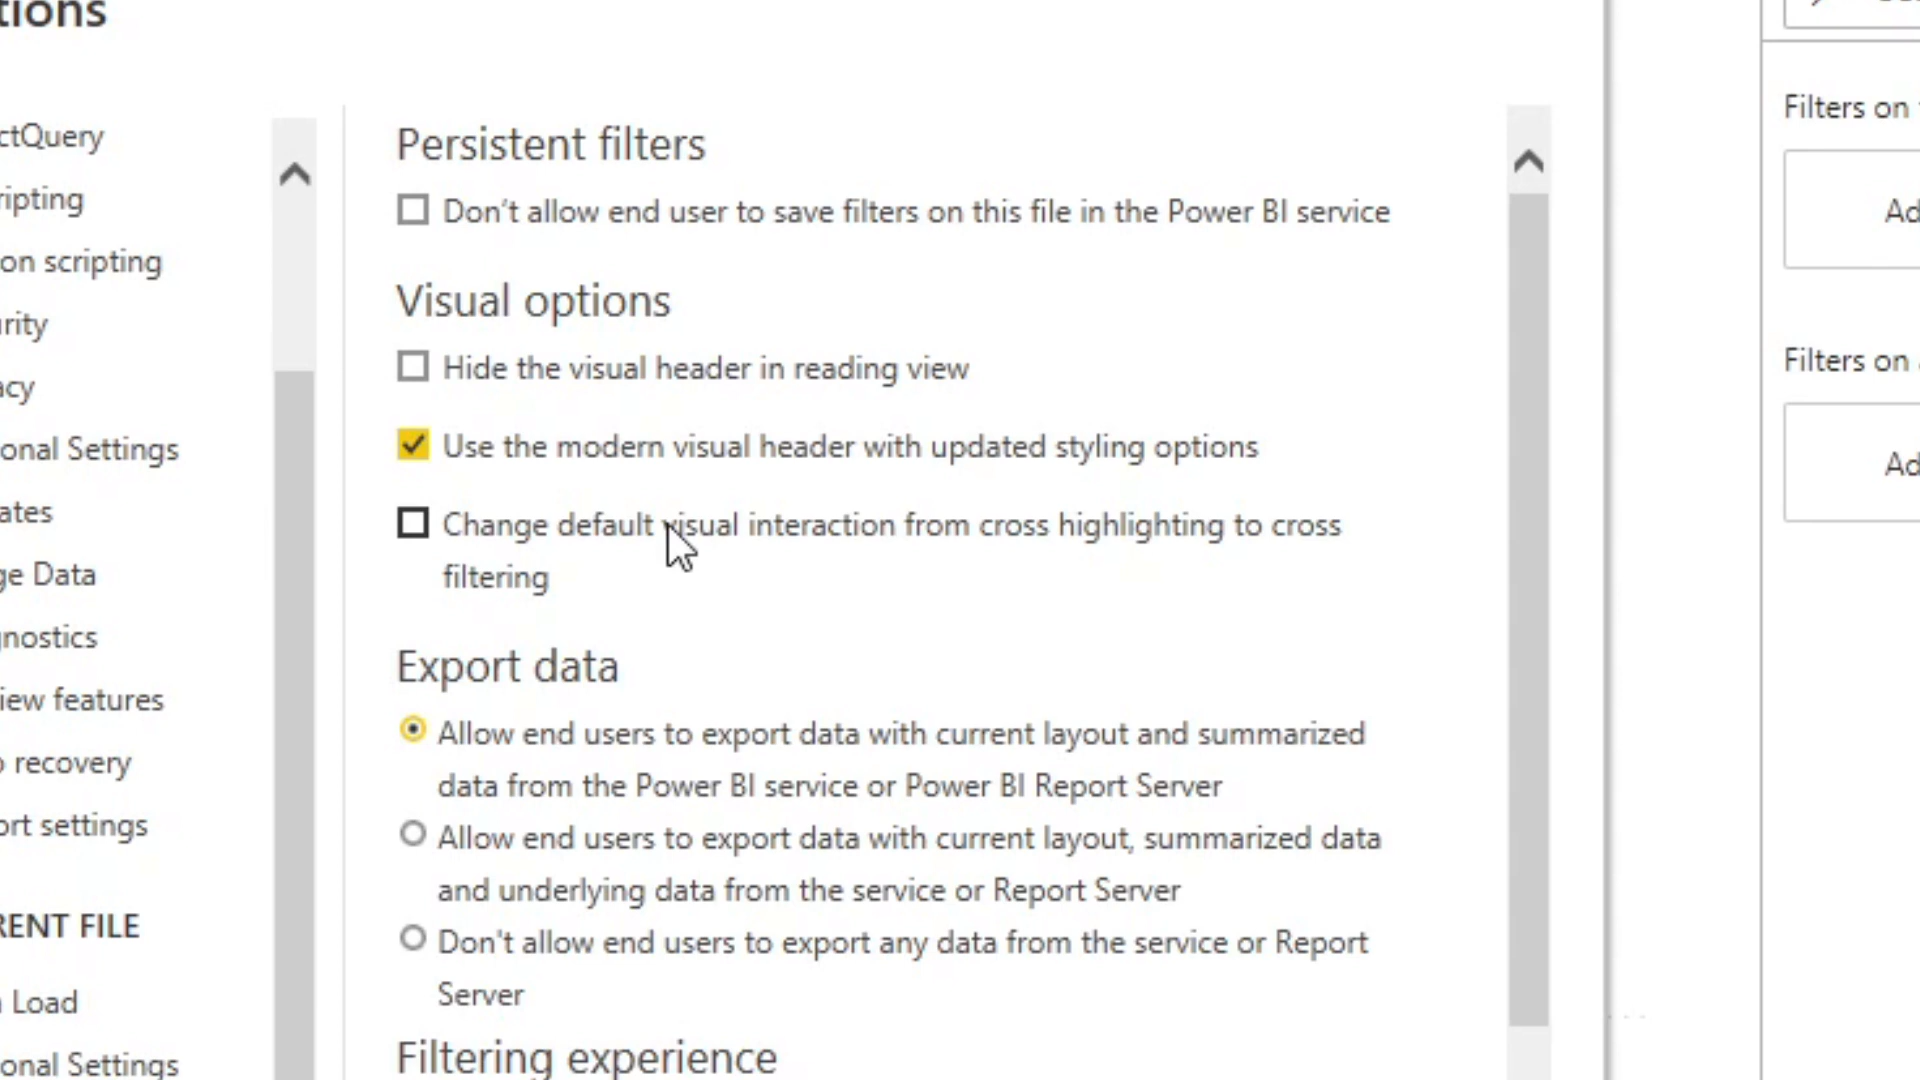 tions
ctQuery
ripting
on scripting
rity
acy
onal Settings
ates
ge Data
gnostics
iew features
o recovery
ort settings
RENT FILE
Load
onal Settings
Persistent filters
Don't allow end user to save filters on this file in the Power BI service
Visual options
Hide the visual header in reading view
Use the modern visual header with updated styling options
Change default visual interaction from cross highlighting to cross
filtering
Export data
Allow end users to export data with current layout and summarized
data from the Power BI service or Power BI Report Server
Allow end users to export data with current layout, summarized data
and underlying data from the service or Report Server
Don't allow end users to export any data from the service or Report
Server
Filtering experience
Filters on
Ad
Filters on
Ad